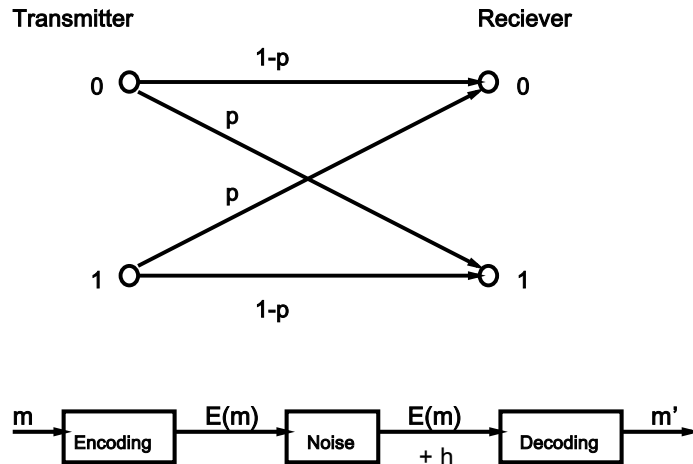 Transmitter Reciever
1-p
0 0
p
p
1 1
1-p
m E(m) E(m) m’
Encoding Noise Decoding
+ h